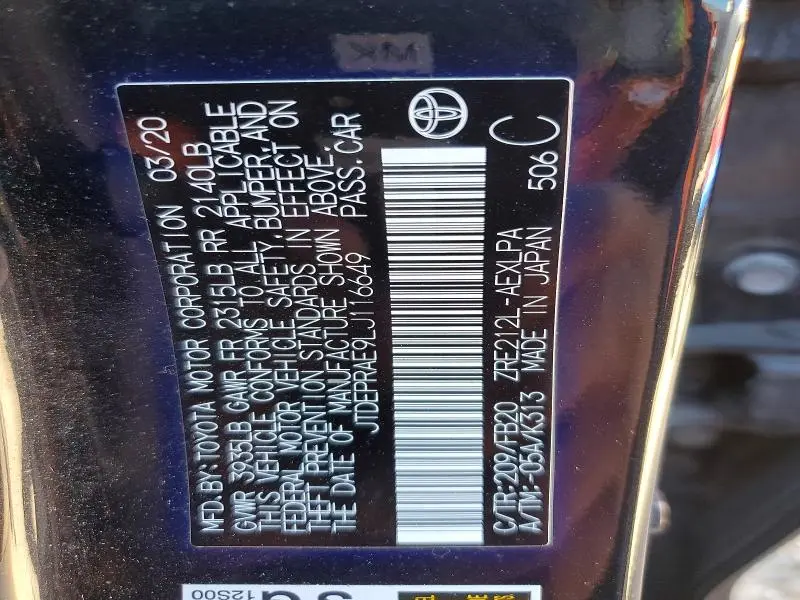 MFD. BY: TOYOTA MOTOR CORPORATION 03/20
GVWR 3935LB GAWR FR 2315LB RR 2140LB
THIS VEHICLE CONFORMS TO ALL APPLICABLE
FEDERAL MOTOR VEHICLE SAFETY, BUMPER, AND
THEFT PREVENTION STANDARDS IN EFFECT ON
THE DATE OF MANUFACTURE SHOWN ABOVE.
JTDEPRAE9LJ116649 PASS. CAR
C/TR:209/FB20 ZRE212L-AEXLPA
A/TM:-03A/K313 MADE IN JAPAN 506 C
12S00